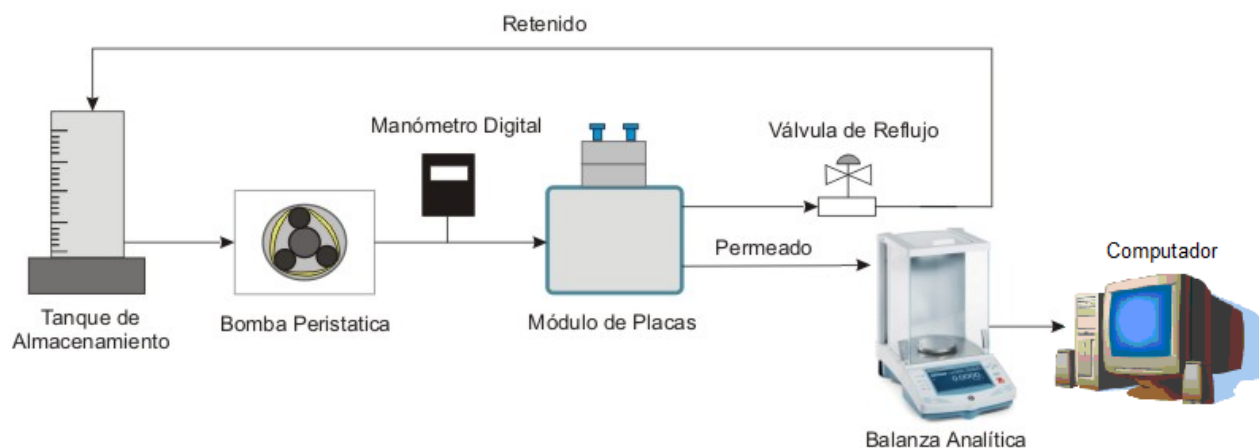 Retenido
Manómetro Digital
Válvula de Reflujo
Permeado
Computador
Tanque de
Almacenamiento
Bomba Peristatica
Módulo de Placas
Balanza Analítica